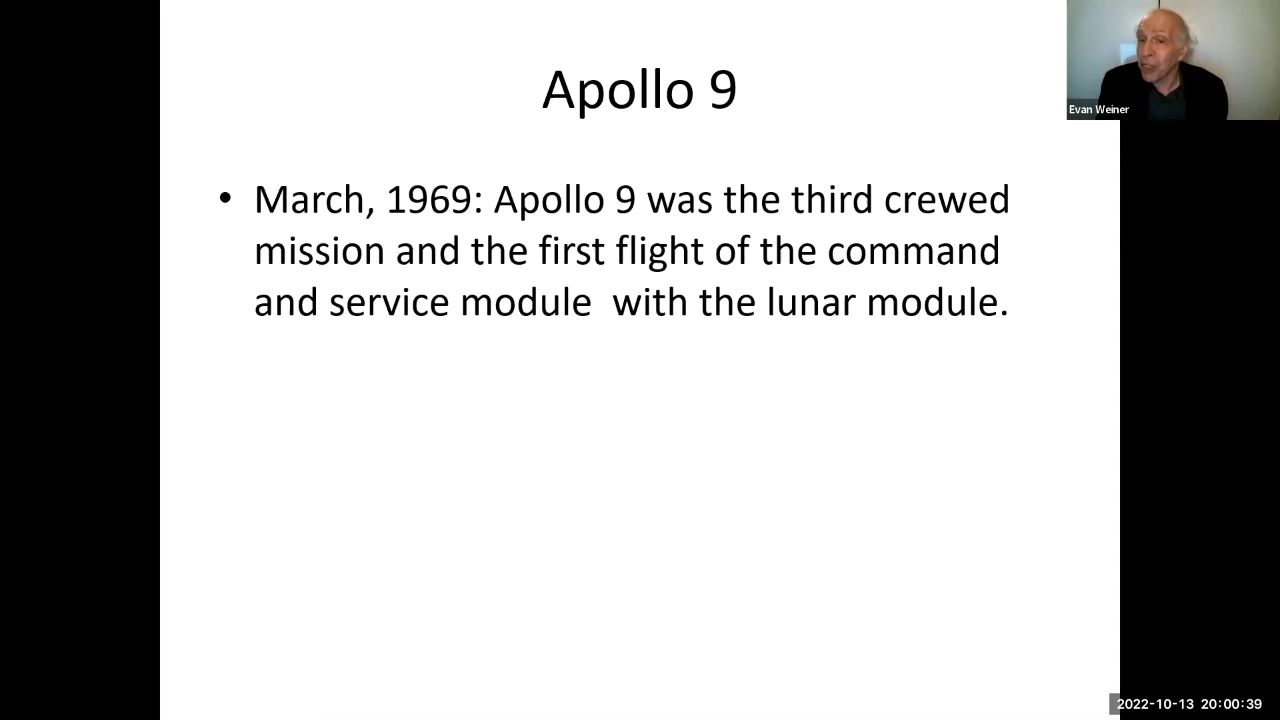 Apollo 9
Evan Weiner
• March, 1969: Apollo 9 was the third crewed
mission and the first flight of the command
and service module  with the lunar module.
2022-10-13 20:00:39